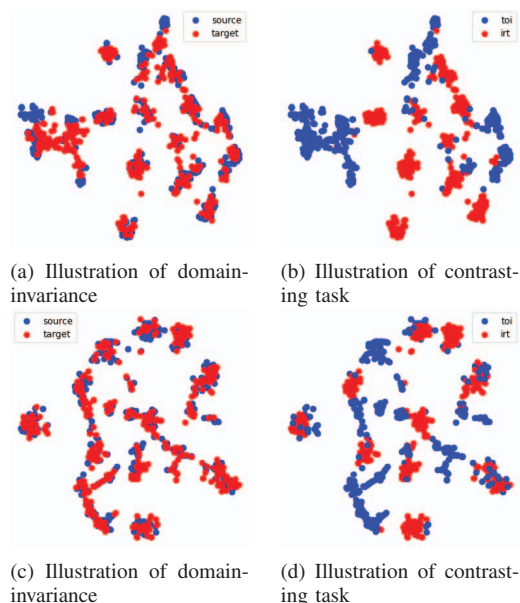 source
target
toi
irt
(a) Illustration of domain-
invariance
(b) Illustration of contrast-
ing task
source
target
toi
irt
(c) Illustration of domain-
invariance
(d) Illustration of contrast-
ing task